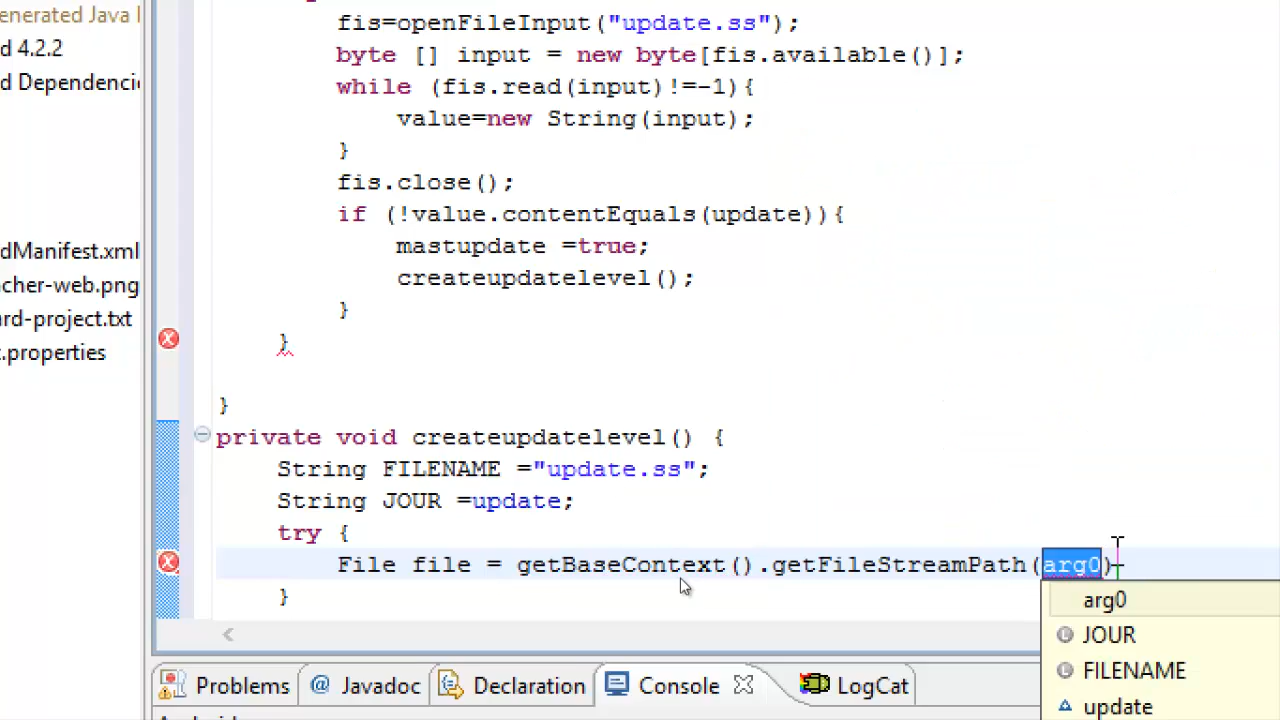 enerated Java
d 4.2.2
d Dependenci
dManifest.xml
cher-web.png
ard-project.txt
t.properties
fis=openFileInput("update.ss");
byte [] input = new byte[fis.available()];
while (fis.read(input)!=-1){
value=new String(input);
}
fis.close();
if (!value.contentEquals(update)){
mastupdate =true;
createupdatelevel();
}
}
}
private void createupdatelevel() {
String FILENAME ="update.ss";
String JOUR =update;
try {
File file = getBaseContext().getFileStreamPath(arg0)
}
arg0
JOUR
FILENAME
update
Problems
@ Javadoc
Declaration
Console
LogCat